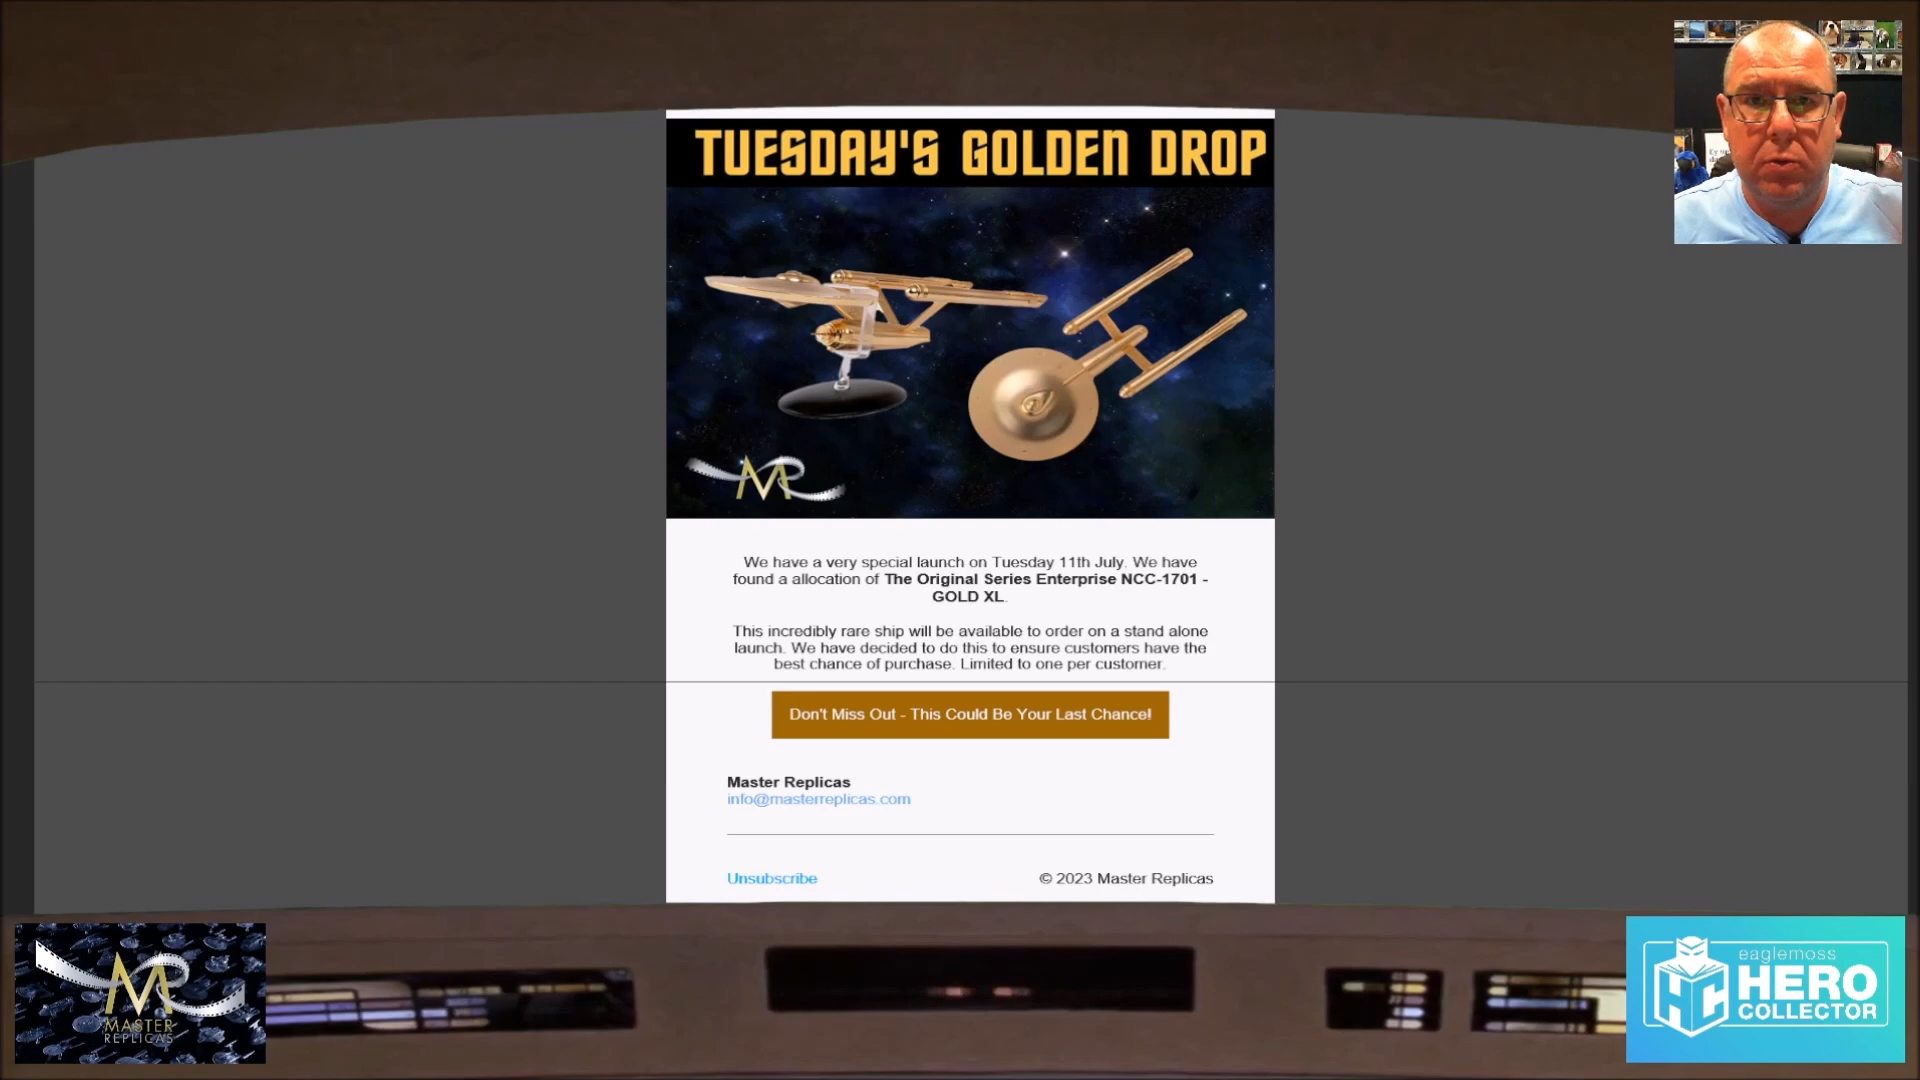 TUESDAY'S GOLDEN DROP
We have a very special launch on Tuesday 11th July. We have
found a allocation of The Original Series Enterprise NCC-1701 -
GOLD XL.
This incredibly rare ship will be available to order on a stand alone
launch. We have decided to do this to ensure customers have the
best chance of purchase. Limited to one per customer.
Don't Miss Out - This Could Be Your Last Chance!
Master Replicas
info@masterreplicas.com
Unsubscribe
© 2023 Master Replicas
MR
MASTER
REPLICAS
eaglemoss
HC
HERO
COLLECTOR